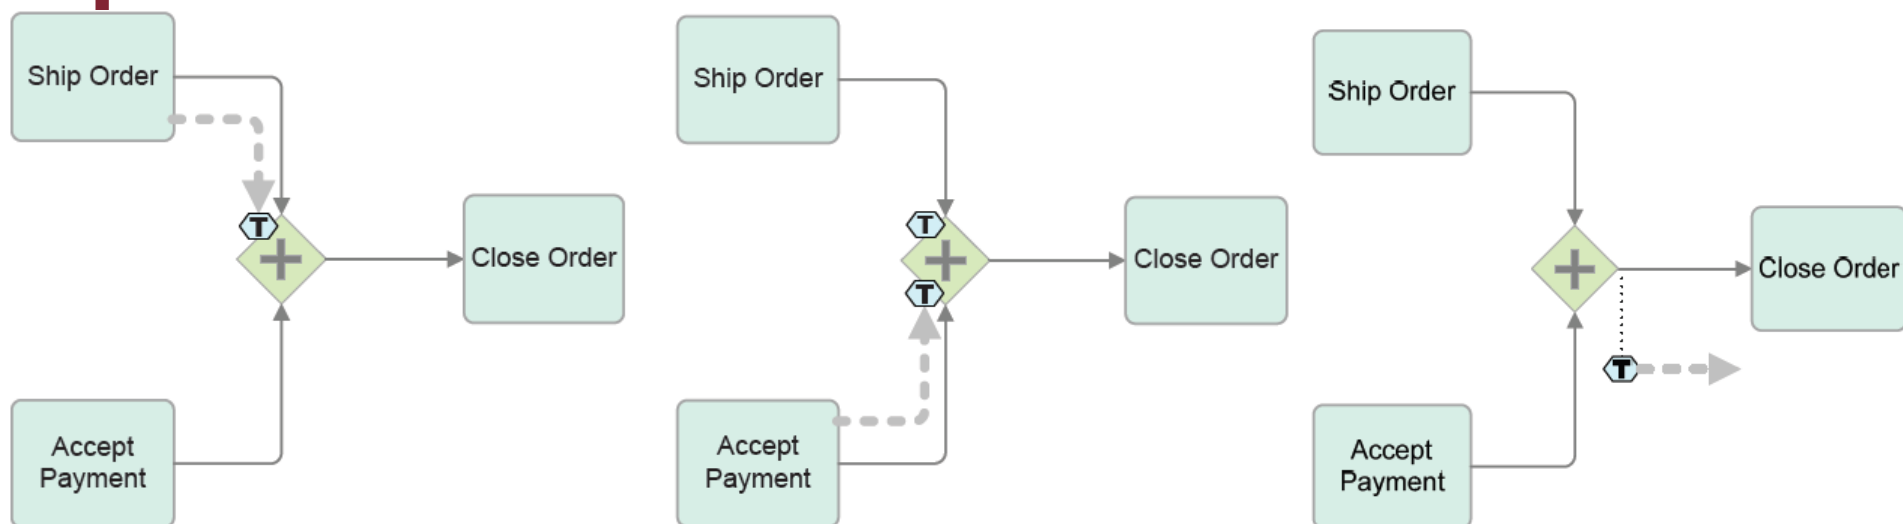 Ship Order
T
Close Order
Accept
Payment
Ship Order
T
T
Close Order
Accept
Payment
Ship Order
Close Order
T
Accept
Payment